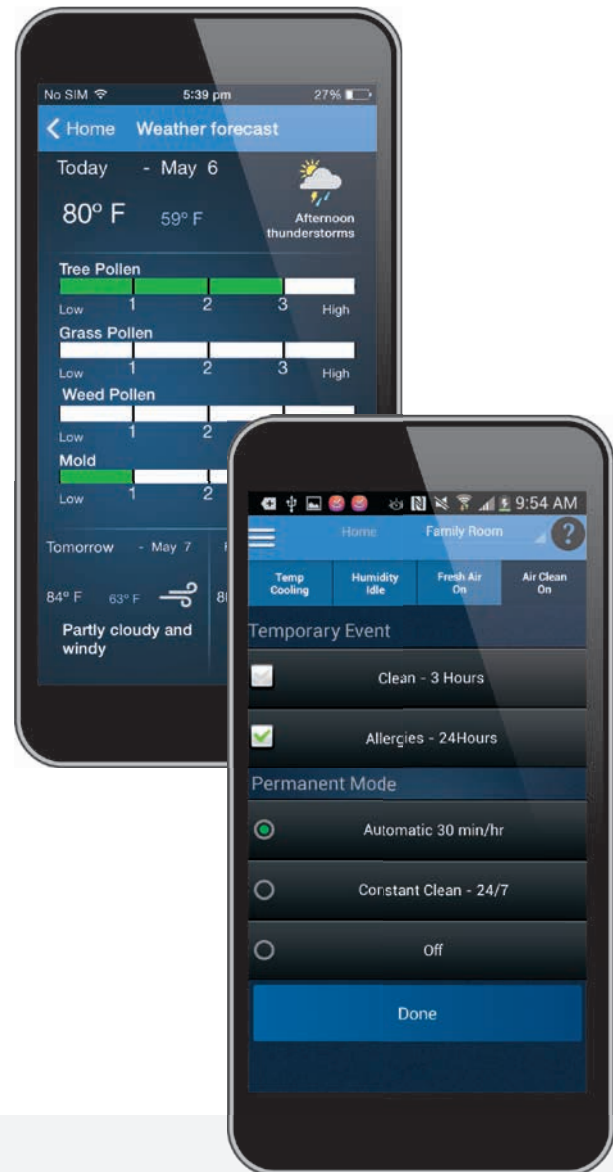 No SIM 5:39 pm 27%
Home Weather forecast
Today - May 6
80° F 59° F
Afternoon
thunderstorms
Tree Pollen
Low 1 2 3 High
Grass Pollen
Low 1 2 3 High
Weed Pollen
Low 1 2
Mold
Low 1 2
Tomorrow - May 7
84° F 63° F
Partly cloudy and
windy
9:54 AM
Home Family Room ?
Temp
Cooling
Humidity
Idle
Fresh Air
On
Air Clean
On
Temporary Event
Clean - 3 Hours
Allergies - 24Hours
Permanent Mode
Automatic 30 min/hr
Constant Clean - 24/7
Off
Done